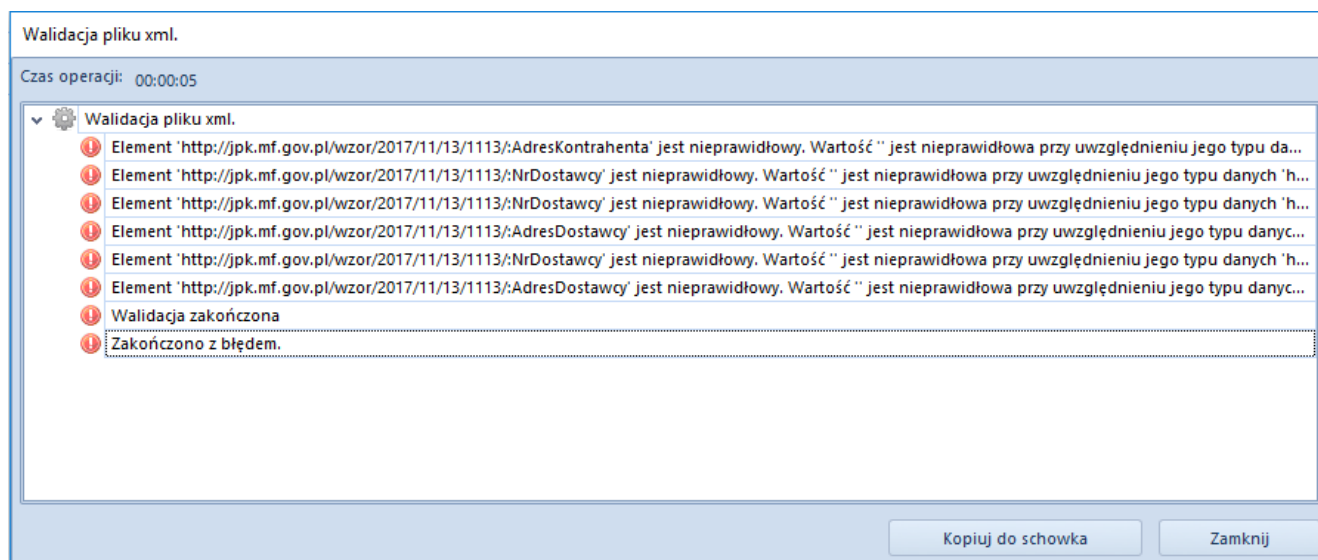 Walidacja pliku xml.
Czas operacji: 00:00:05
Walidacja pliku xml.
Element 'http://jpk.mf.gov.pl/wzor/2017/11/13/1113/:AdresKontrahenta' jest nieprawidłowy. Wartość '' jest nieprawidłowa przy uwzględnieniu jego typu da...
Element 'http://jpk.mf.gov.pl/wzor/2017/11/13/1113/:NrDostawcy' jest nieprawidłowy. Wartość '' jest nieprawidłowa przy uwzględnieniu jego typu danych 'h...
Element 'http://jpk.mf.gov.pl/wzor/2017/11/13/1113/:NrDostawcy' jest nieprawidłowy. Wartość '' jest nieprawidłowa przy uwzględnieniu jego typu danych 'h...
Element 'http://jpk.mf.gov.pl/wzor/2017/11/13/1113/:AdresDostawcy' jest nieprawidłowy. Wartość '' jest nieprawidłowa przy uwzględnieniu jego typu danyc...
Element 'http://jpk.mf.gov.pl/wzor/2017/11/13/1113/:NrDostawcy' jest nieprawidłowy. Wartość '' jest nieprawidłowa przy uwzględnieniu jego typu danych 'h...
Element 'http://jpk.mf.gov.pl/wzor/2017/11/13/1113/:AdresDostawcy' jest nieprawidłowy. Wartość '' jest nieprawidłowa przy uwzględnieniu jego typu danyc...
Walidacja zakończona
Zakończono z błędem.
Kopiuj do schowka Zamknij